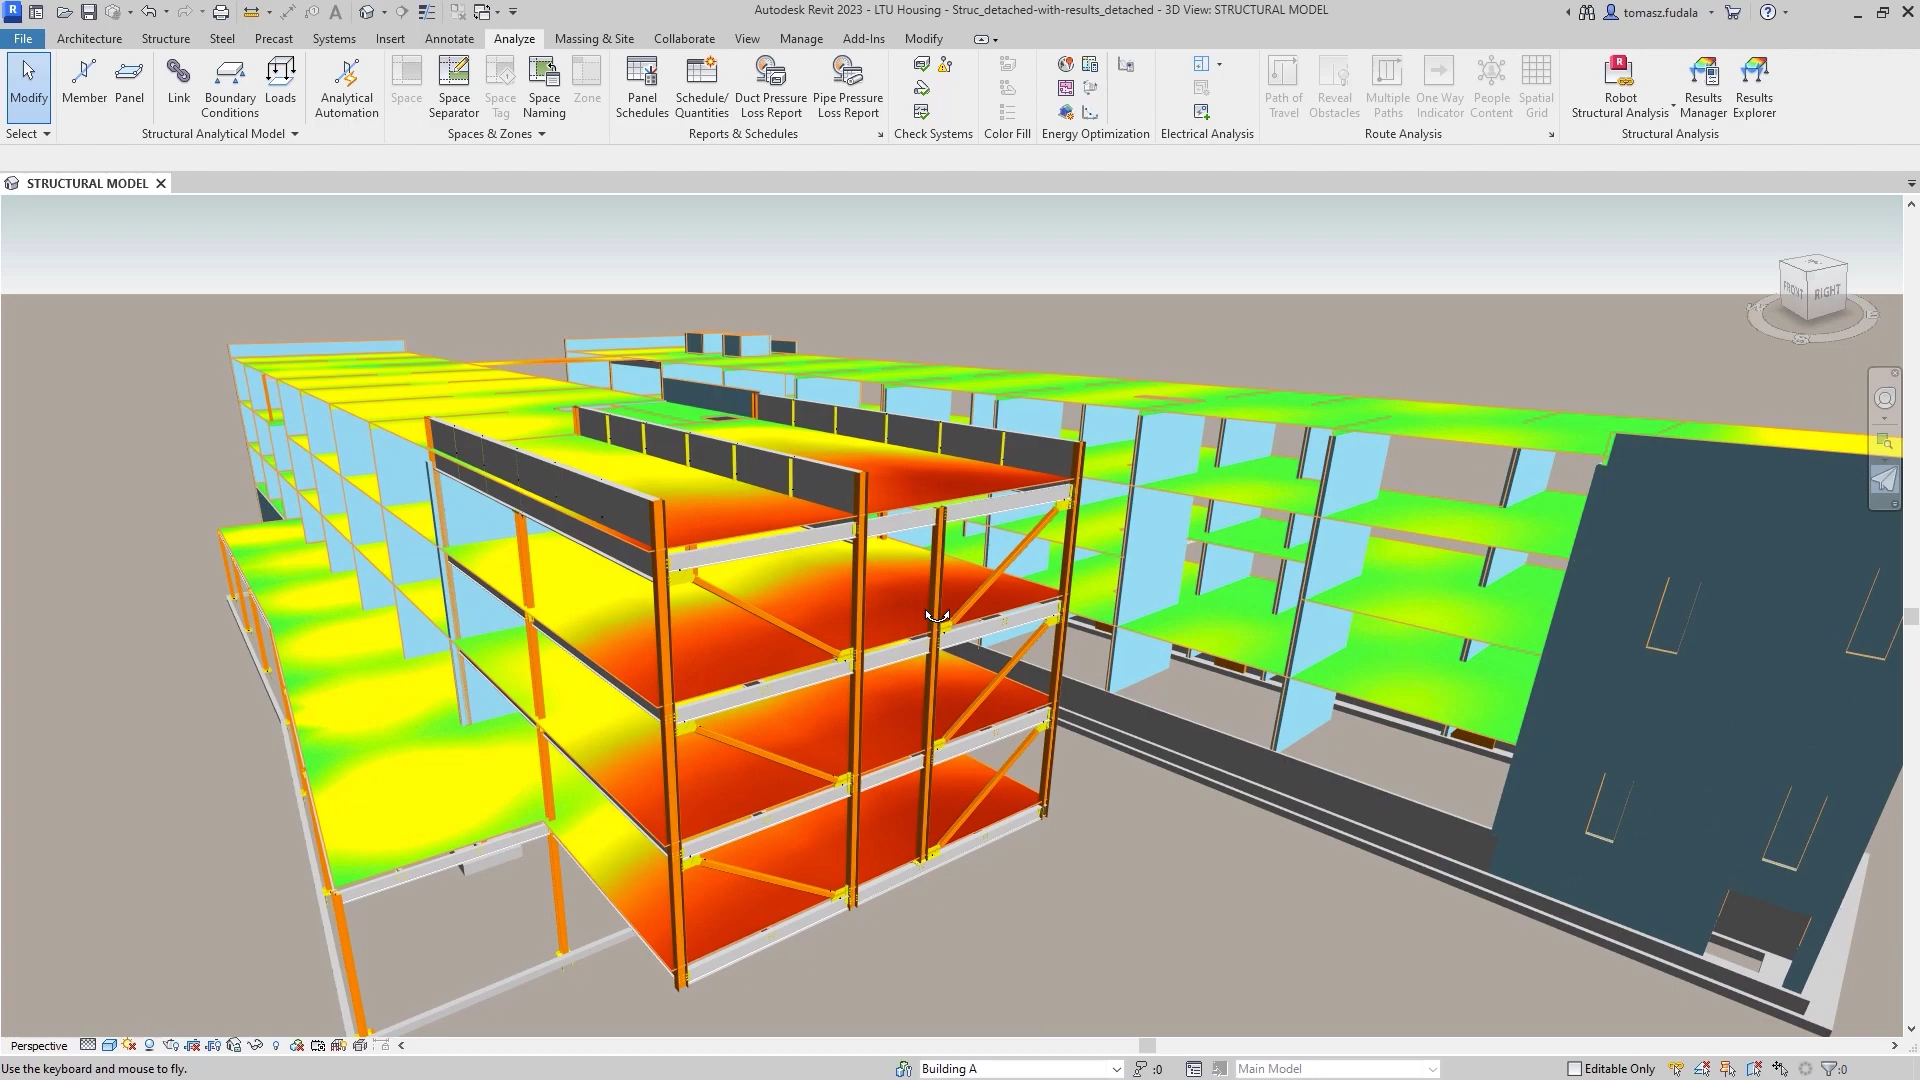 Autodesk Revit 2023 - LTU Housing - Struc_detached-with-results_detached - 3D View: STRUCTURAL MODEL
tomasz.fudala
File Architecture Structure Steel Precast Systems Insert Annotate Analyze Massing & Site Collaborate View Manage Add-Ins Modify
Modify
Member
Panel
Link
Boundary
Conditions
Loads
Analytical
Automation
Space
Space
Separator
Space
Tag
Space
Naming
Zone
Panel
Schedules
Schedule/
Quantities
Duct Pressure
Loss Report
Pipe Pressure
Loss Report
Path of
Travel
Reveal
Obstacles
Multiple
Paths
One Way
Indicator
People
Content
Spatial
Grid
Robot
Structural Analysis
Results
Manager
Results
Explorer
Select Structural Analytical Model Spaces & Zones Reports & Schedules Check Systems Color Fill Energy Optimization Electrical Analysis Route Analysis Structural Analysis
STRUCTURAL MODEL
FRONT RIGHT
Perspective
Use the keyboard and mouse to fly.
Building A
:0
Main Model
Editable Only
:0